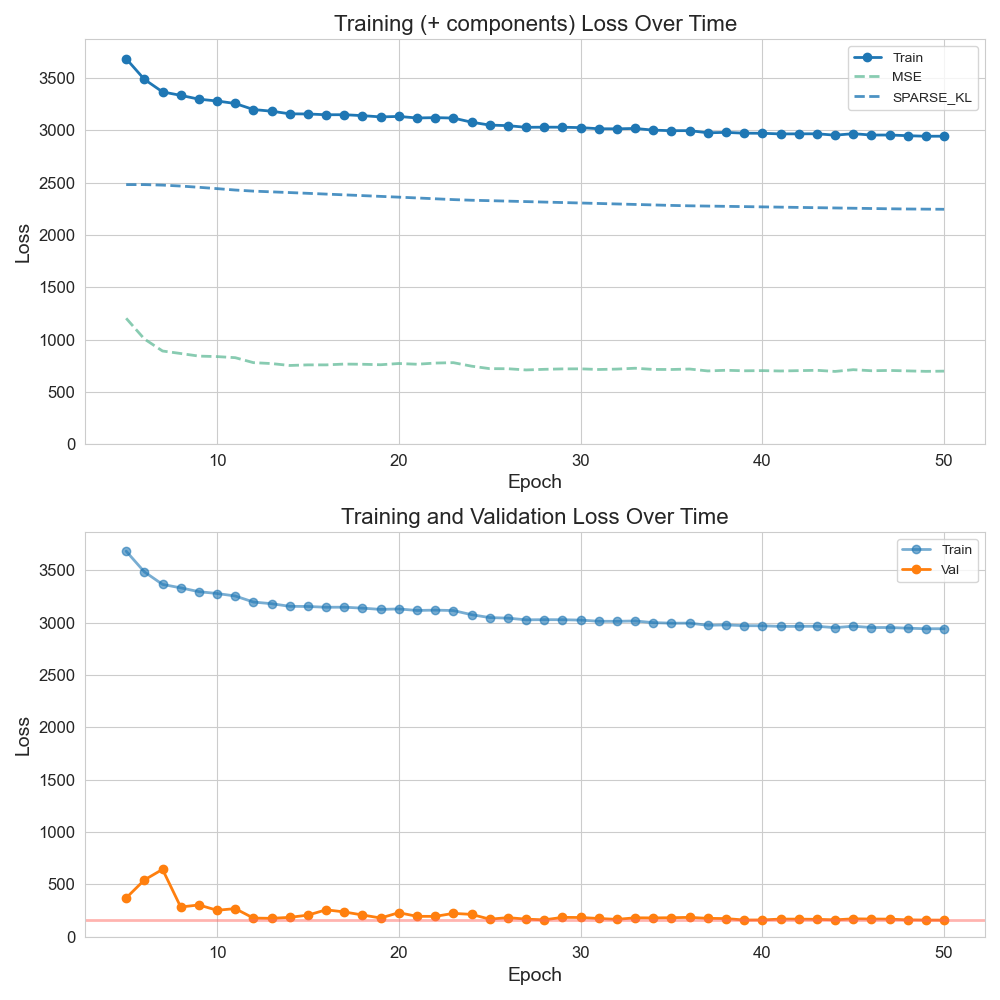 Training (+ components) Loss Over Time
Train
MSE
SPARSE_KL
3500
3000
2500
2000
1500
1000
500
0
Loss
10 20 30 40 50
Epoch
Training and Validation Loss Over Time
Train
Val
3500
3000
2500
2000
1500
1000
500
0
Loss
10 20 30 40 50
Epoch